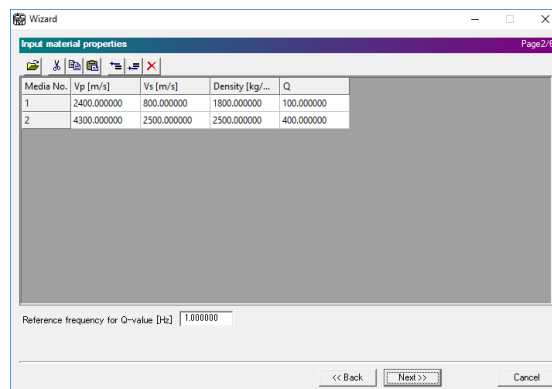 Wizard
Input material properties Page2/6
Media No. Vp [m/s] Vs [m/s] Density [kg/... Q
1 2400.000000 800.000000 1800.000000 100.000000
2 4300.000000 2500.000000 2500.000000 400.000000
Reference frequency for Q-value [Hz] 1.000000
<< Back Next >> Cancel